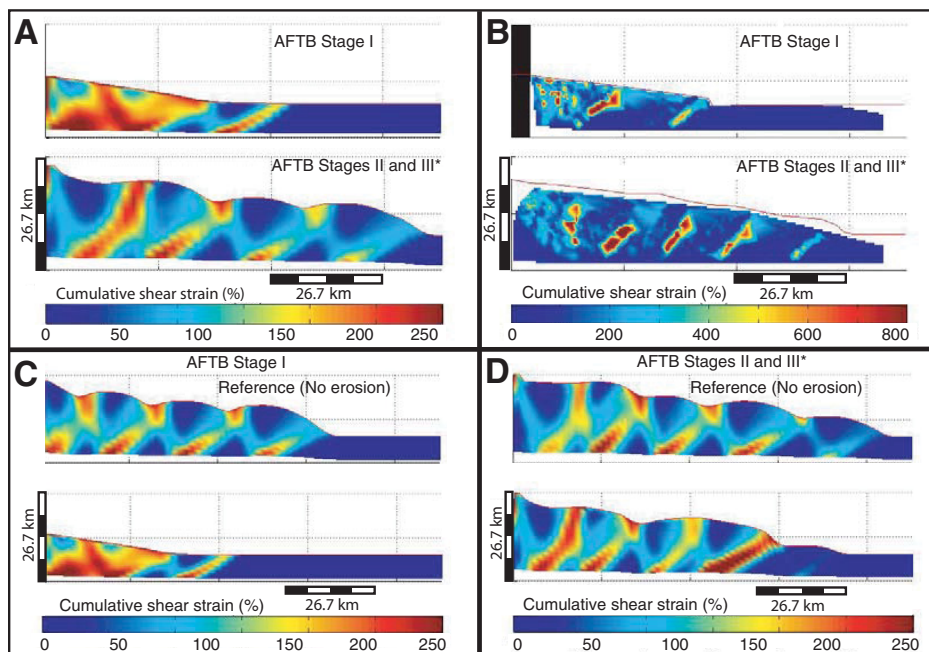 A
AFTB Stage I
AFTB Stages II and III*
26.7 km
26.7 km
Cumulative shear strain (%)
0 50 100 150 200 250
B
AFTB Stage I
AFTB Stages II and III*
26.7 km
26.7 km
Cumulative shear strain (%)
0 200 400 600 800
C
AFTB Stage I
Reference (No erosion)
26.7 km
26.7 km
Cumulative shear strain (%)
0 50 100 150 200 250
D
AFTB Stages II and III*
Reference (No erosion)
26.7 km
26.7 km
Cumulative shear strain (%)
0 50 100 150 200 250